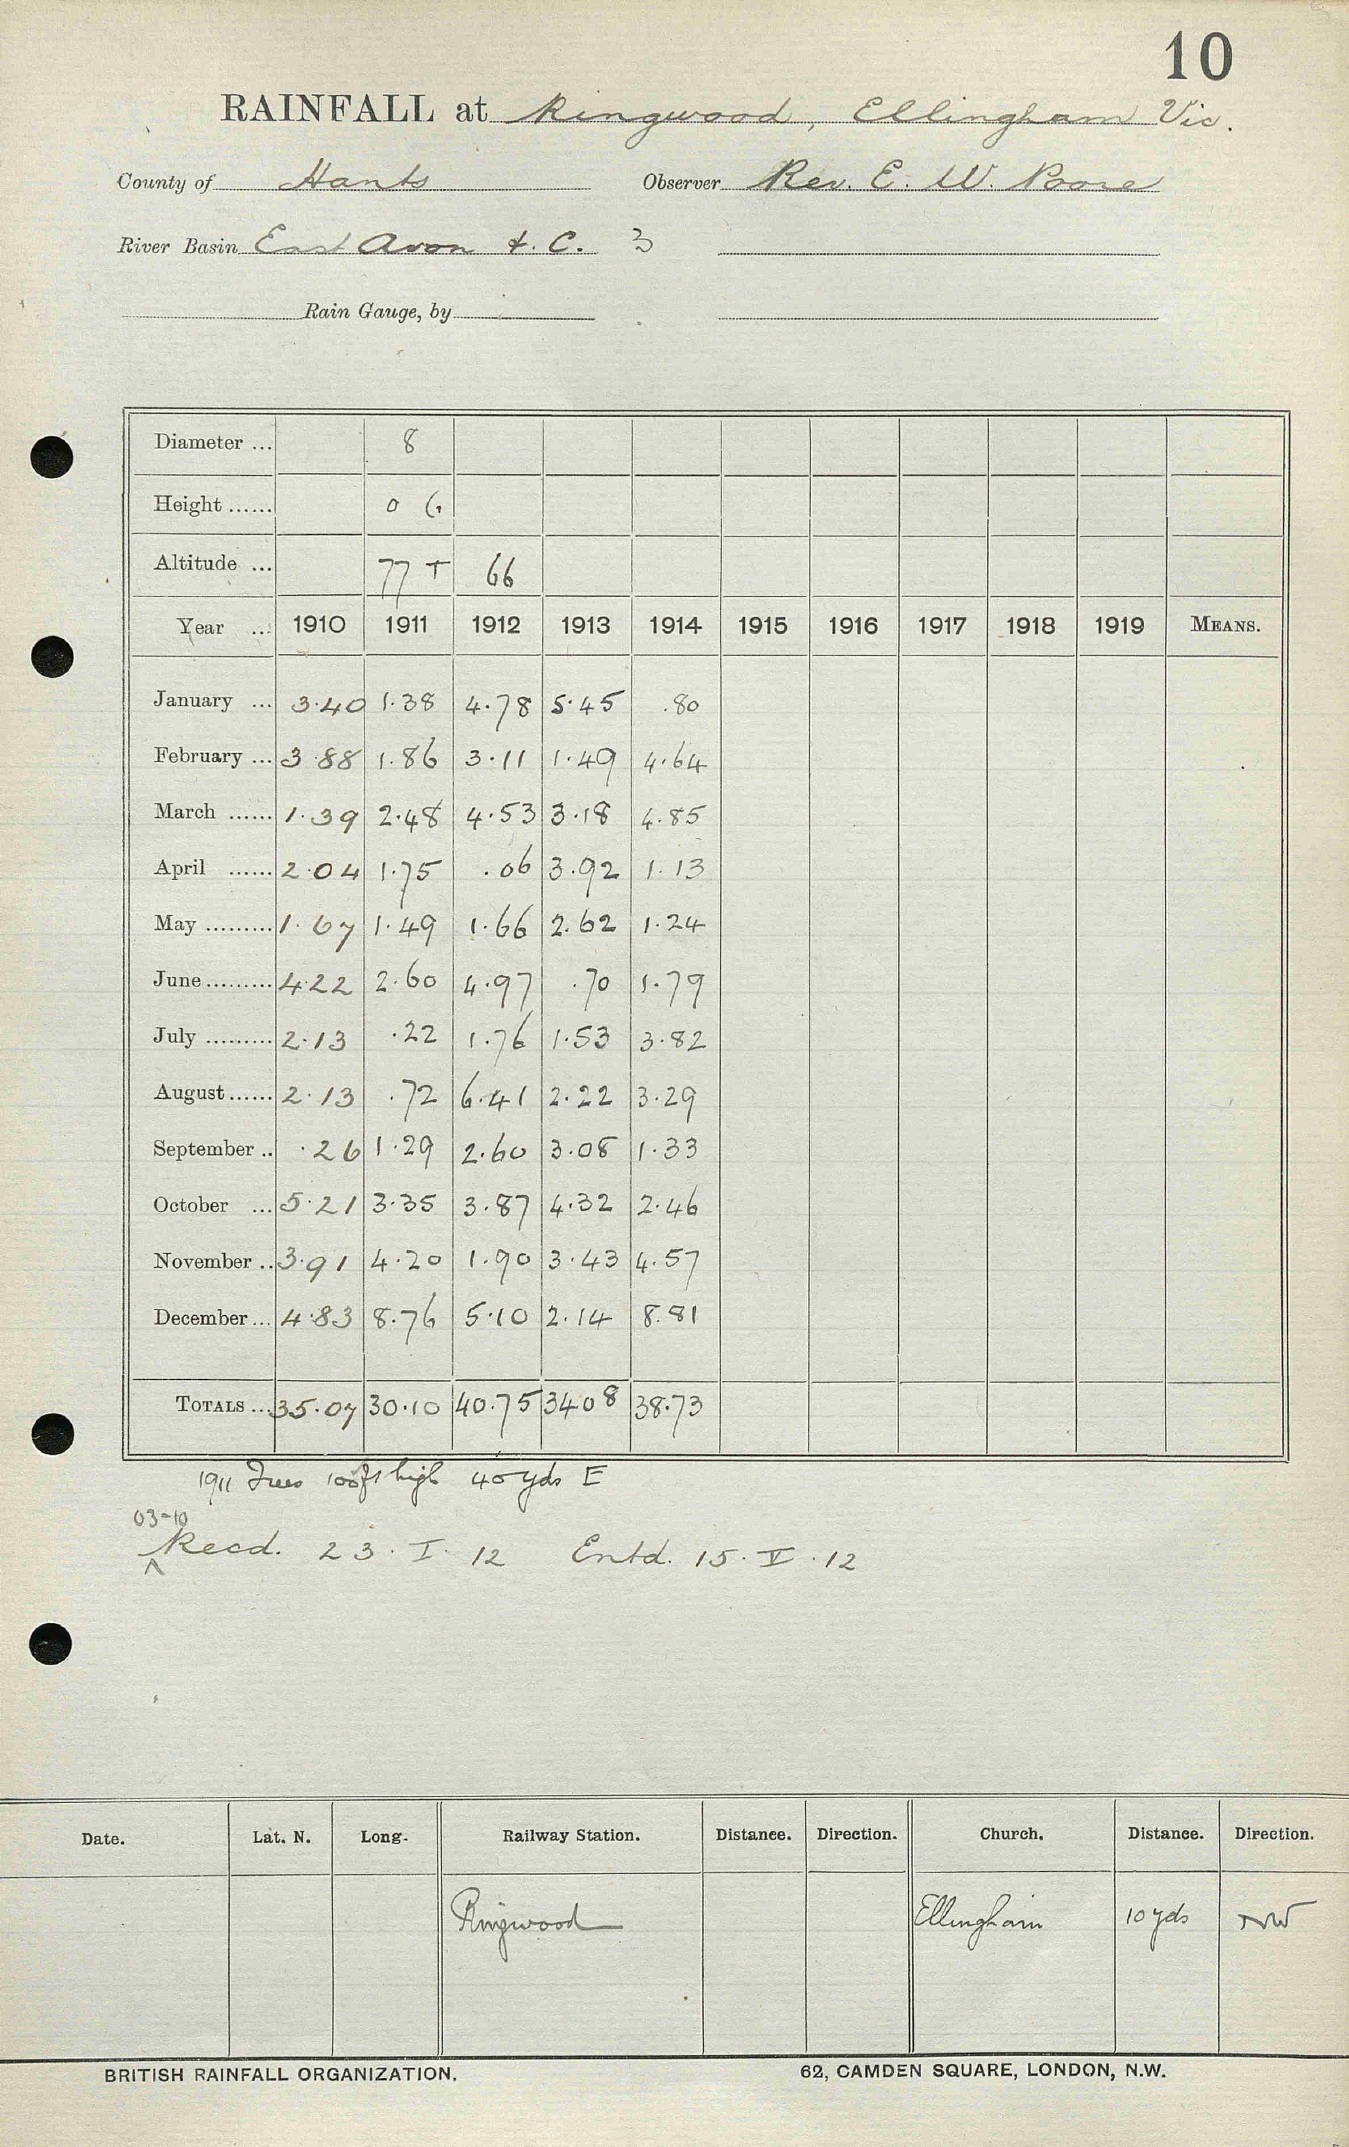 10
RAINFALL at Ringwood, Ellingham Vic.
County of Hants Observer Rev. E. W. Poore
River Basin East Avon & C. 3
Rain Gauge, by
Diameter ... 8
Height ...... 0 6
Altitude ... 77 T 66
Year ... 1910 1911 1912 1913 1914 1915 1916 1917 1918 1919 MEANS.
January ... 3.40 1.38 4.78 5.45 .80
February ... 3.88 1.86 3.11 1.49 4.64
March ...... 1.39 2.48 4.53 3.18 4.85
April ...... 2.04 1.75 .06 3.92 1.13
May ......... 1.67 1.49 1.66 2.62 1.24
June ......... 4.22 2.60 4.97 .70 1.79
July ......... 2.13 .22 1.76 1.53 3.82
August ...... 2.13 .72 6.41 2.22 3.29
September .. .26 1.29 2.60 3.08 1.33
October ... 5.21 3.35 3.87 4.32 2.46
November .. 3.91 4.20 1.90 3.43 4.57
December ... 4.83 8.76 5.10 2.14 8.81
TOTALS ... 35.07 30.10 40.75 34.08 38.73
1911 Trees 100ft high 40 yds E
03-10
Recd. 23. I. 12 Entd. 15. II. 12
Date. Lat. N. Long. Railway Station. Distance. Direction. Church. Distance. Direction.
Ringwood Ellingham 10 yds NW
BRITISH RAINFALL ORGANIZATION. 62, CAMDEN SQUARE, LONDON, N.W.